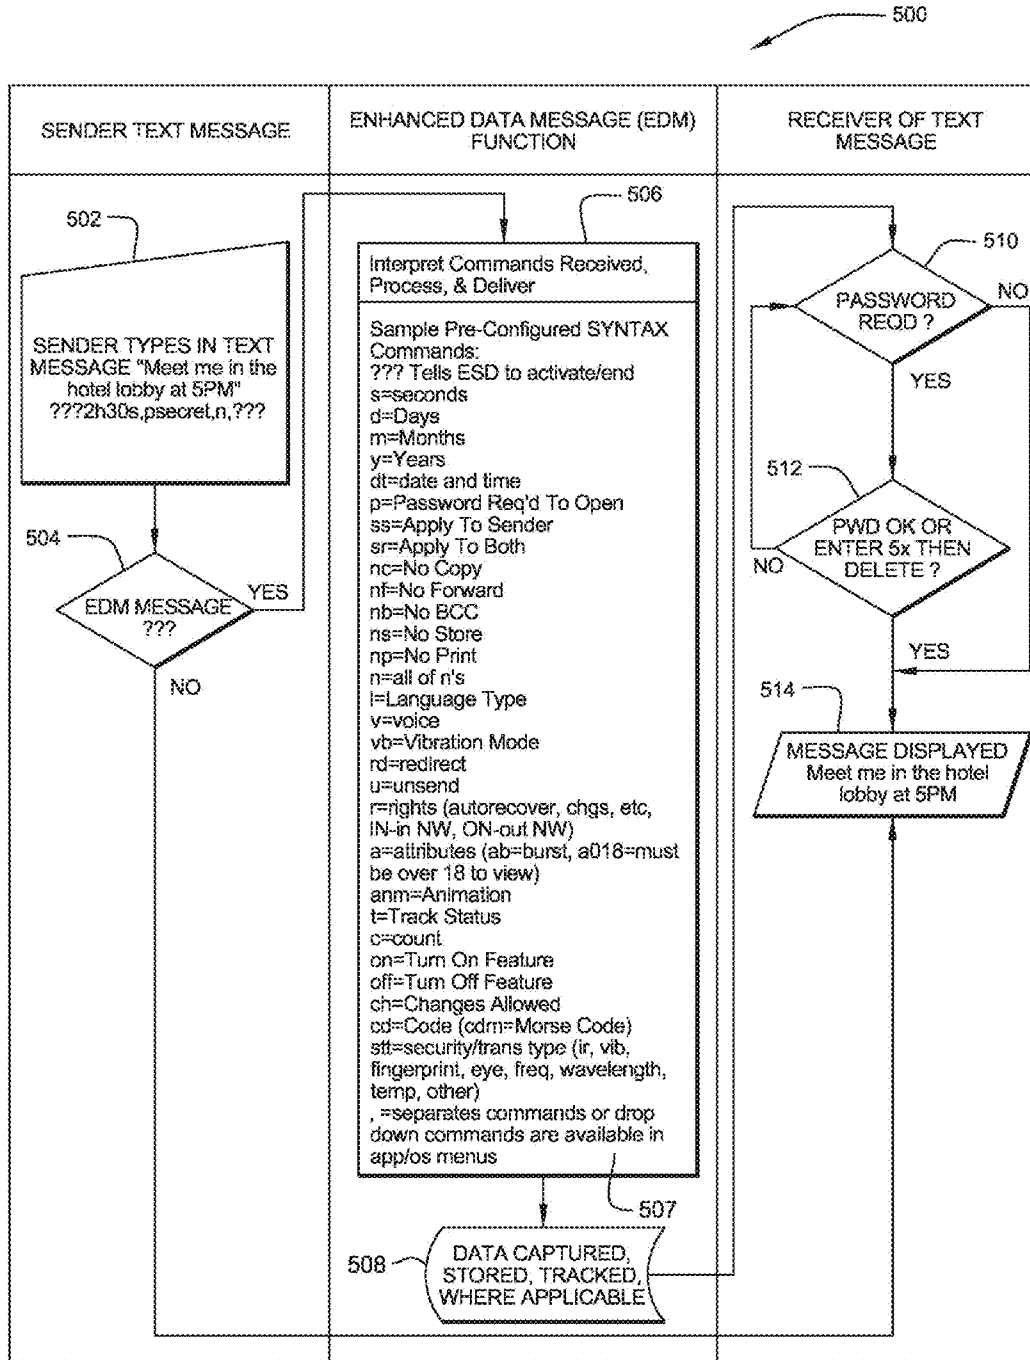 500
SENDER TEXT MESSAGE
ENHANCED DATA MESSAGE (EDM)
FUNCTION
RECEIVER OF TEXT
MESSAGE
502
SENDER TYPES IN TEXT
MESSAGE "Meet me in the
hotel lobby at 5PM"
???2h30s,psecret,n,???
504
EDM MESSAGE
???
YES
NO
506
Interpret Commands Received,
Process, & Deliver
Sample Pre-Configured SYNTAX
Commands:
??? Tells ESD to activate/end
s=seconds
d=Days
m=Months
y=Years
dt=date and time
p=Password Req'd To Open
ss=Apply To Sender
sr=Apply To Both
nc=No Copy
nf=No Forward
nb=No BCC
ns=No Store
np=No Print
n=all of n's
l=Language Type
v=voice
vb=Vibration Mode
rd=redirect
u=unsend
r=rights (autorecover, chgs, etc,
IN-in NW, ON-out NW)
a=attributes (ab=burst, a018=must
be over 18 to view)
anm=Animation
t=Track Status
c=count
on=Turn On Feature
off=Turn Off Feature
ch=Changes Allowed
cd=Code (cdm=Morse Code)
stt=security/trans type (ir, vib,
fingerprint, eye, freq, wavelength,
temp, other)
, =separates commands or drop
down commands are available in
app/os menus
507
508
DATA CAPTURED,
STORED, TRACKED,
WHERE APPLICABLE
510
PASSWORD
REQD ?
NO
YES
512
PWD OK OR
ENTER 5x THEN
DELETE ?
NO
YES
514
MESSAGE DISPLAYED
Meet me in the hotel
lobby at 5PM